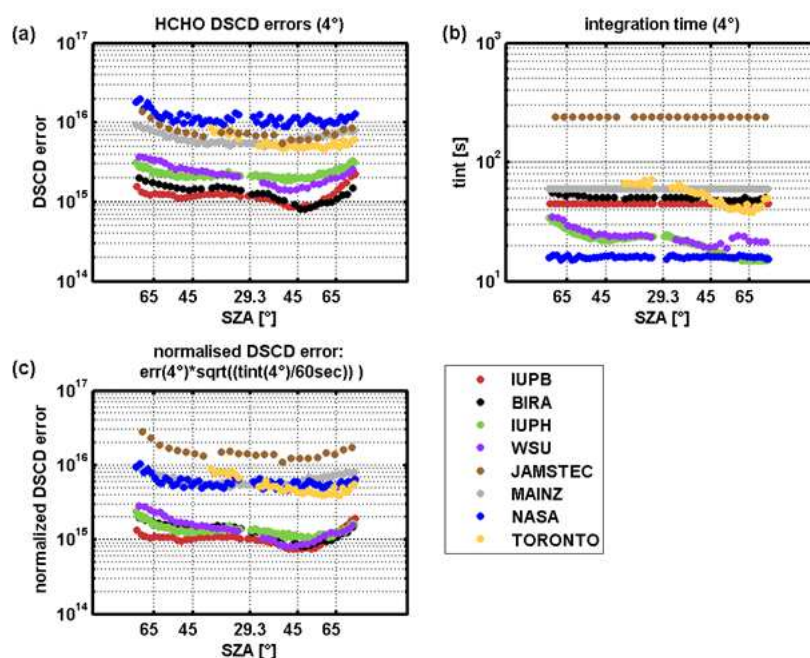 (a)
HCHO DSCD errors (4°)
10^17
10^16
10^15
10^14
DSCD error
65 45 29.3 45 65
SZA [°]
(b)
integration time (4°)
10^3
10^2
10^1
tint [s]
65 45 29.3 45 65
SZA [°]
(c)
normalised DSCD error:
err(4°)*sqrt((tint(4°)/60sec)) )
10^17
10^16
10^15
10^14
normalized DSCD error
65 45 29.3 45 65
SZA [°]
IUPB
BIRA
IUPH
WSU
JAMSTEC
MAINZ
NASA
TORONTO